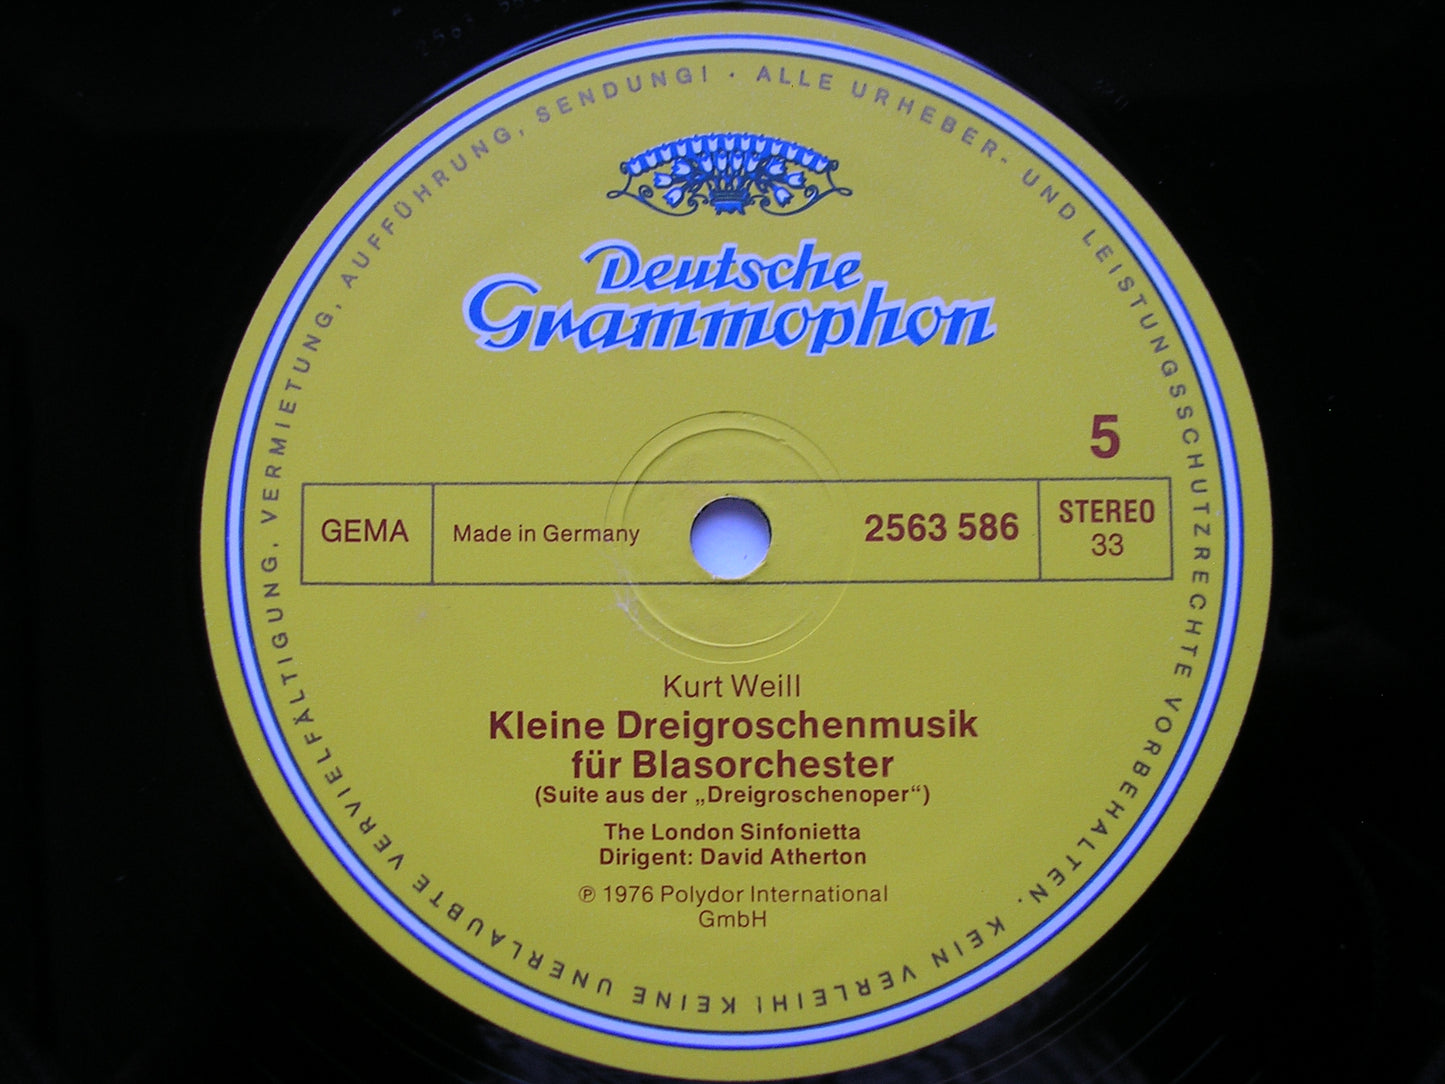 ALLE URHEBER- UND LEISTUNGSSCHUTZRECHTE VORBEHALTEN. KEIN VERLEIH! KEINE UNERLAUBTE VERVIELFÄLTIGUNG, VERMIETUNG, AUFFÜHRUNG, SENDUNG! ·
Deutsche
Grammophon
5
GEMA
Made in Germany
2563 586
STEREO
33
Kurt Weill
Kleine Dreigroschenmusik
für Blasorchester
(Suite aus der „Dreigroschenoper“)
The London Sinfonietta
Dirigent: David Atherton
℗ 1976 Polydor International
GmbH